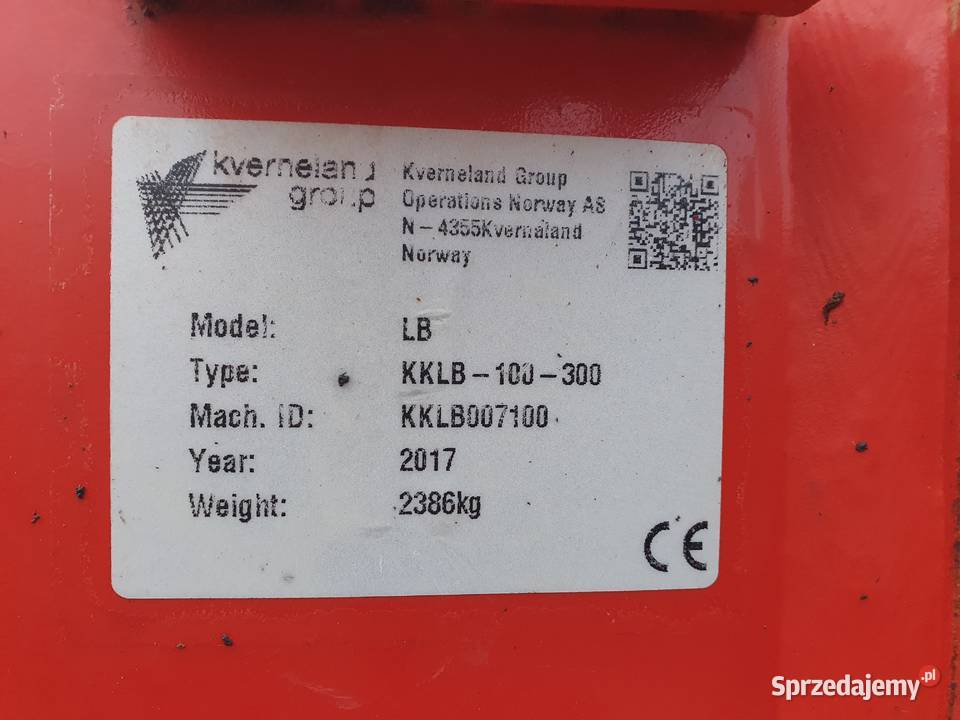 kverneland
group
Kverneland Group
Operations Norway AS
N-4355Kvernaland
Norway
Model: LB
Type: KKLB-100-300
Mach. ID: KKLB007100
Year: 2017
Weight: 2386kg
CE
Sprzedajemy.pl